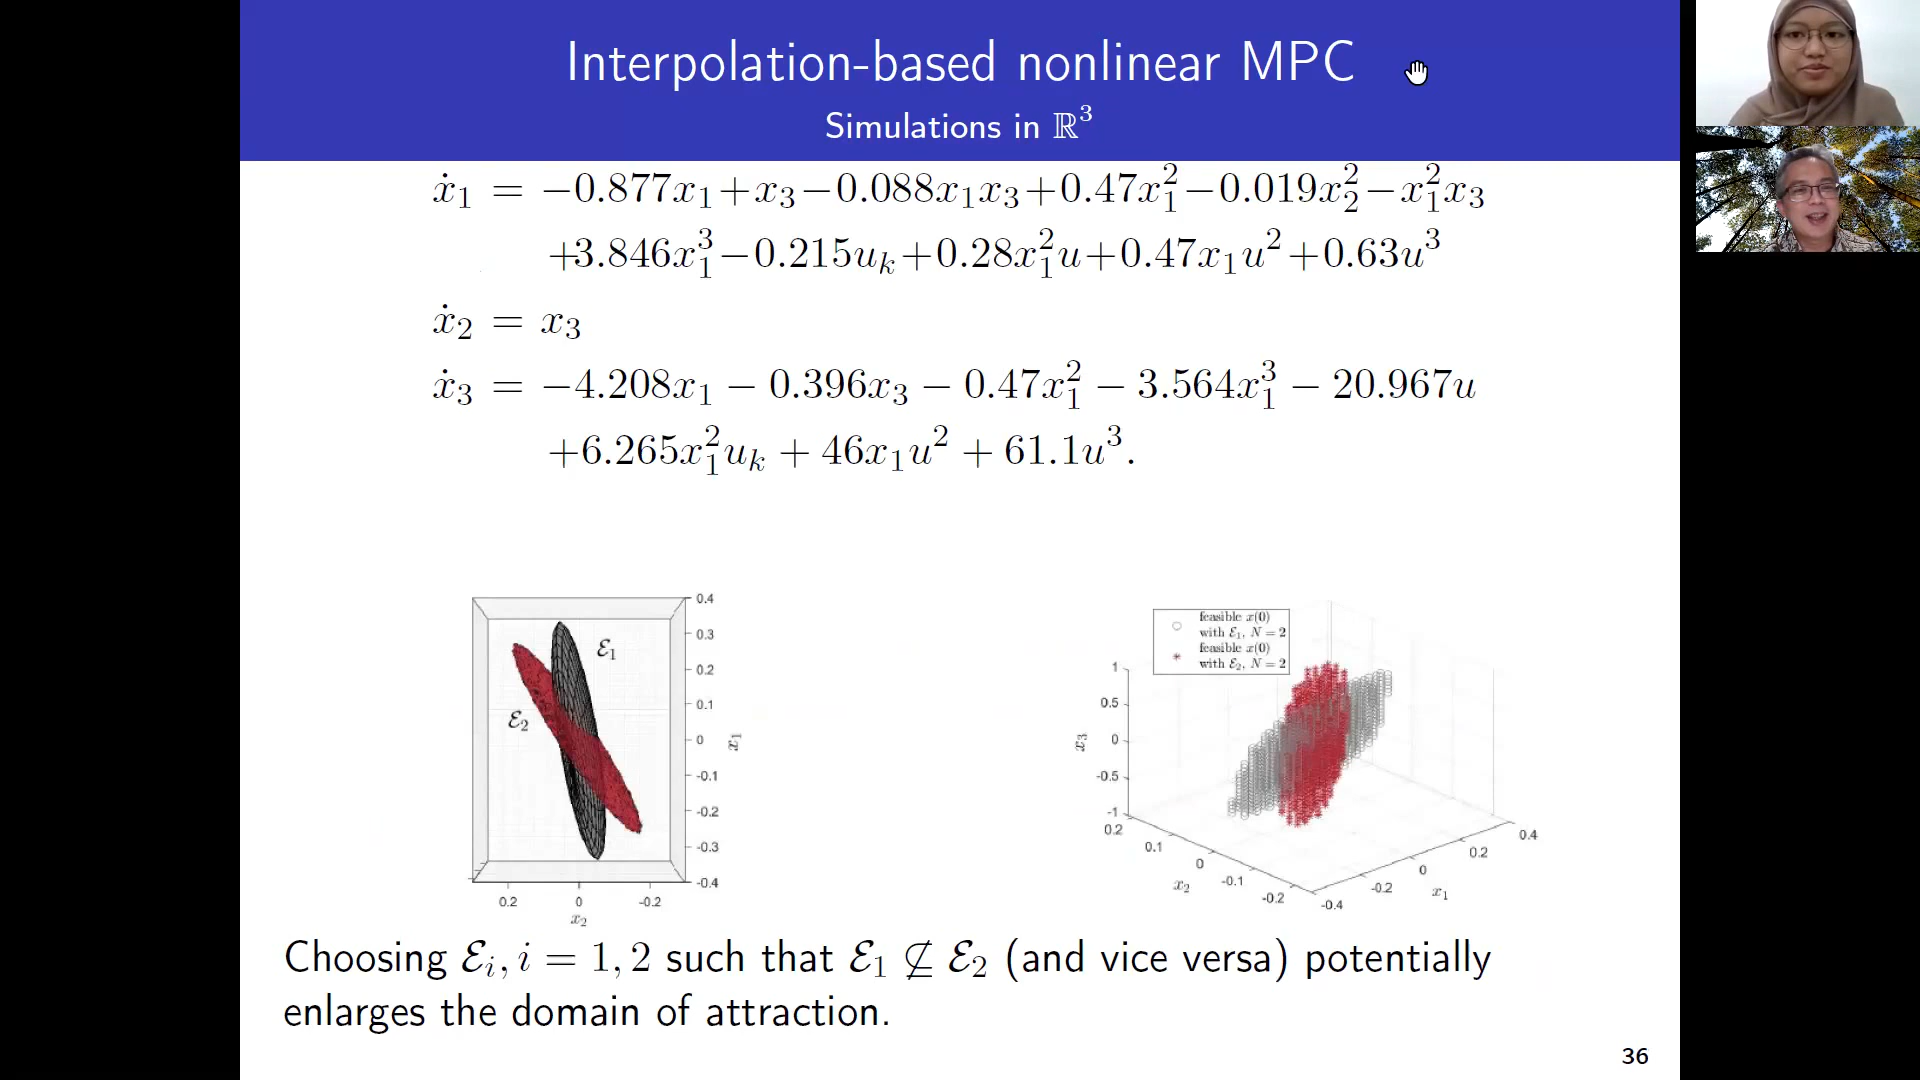 Interpolation-based nonlinear MPC
Simulations in ℝ³
ẋ₁ = −0.877x₁+x₃−0.088x₁x₃+0.47x₁²−0.019x₂²−x₁²x₃
+3.846x₁³−0.215uₖ+0.28x₁²u+0.47x₁u²+0.63u³
ẋ₂ = x₃
ẋ₃ = −4.208x₁ − 0.396x₃ − 0.47x₁² − 3.564x₁³ − 20.967u
+6.265x₁²uₖ + 46x₁u² + 61.1u³.
0.4
0.3
0.2
0.1
0
-0.1
-0.2
-0.3
-0.4
x₁
ℰ₁
ℰ₂
0.2 0 -0.2
x₂
feasible x(0)
with ℰ₁, N = 2
feasible x(0)
with ℰ₂, N = 2
1
0.5
0
-0.5
-1
x₃
0.2
0.1
0
-0.1
-0.2
x₂
-0.4
-0.2
0
0.2
0.4
x₁
Choosing ℰᵢ, i = 1, 2 such that ℰ₁ ⊈ ℰ₂ (and vice versa) potentially
enlarges the domain of attraction.
36